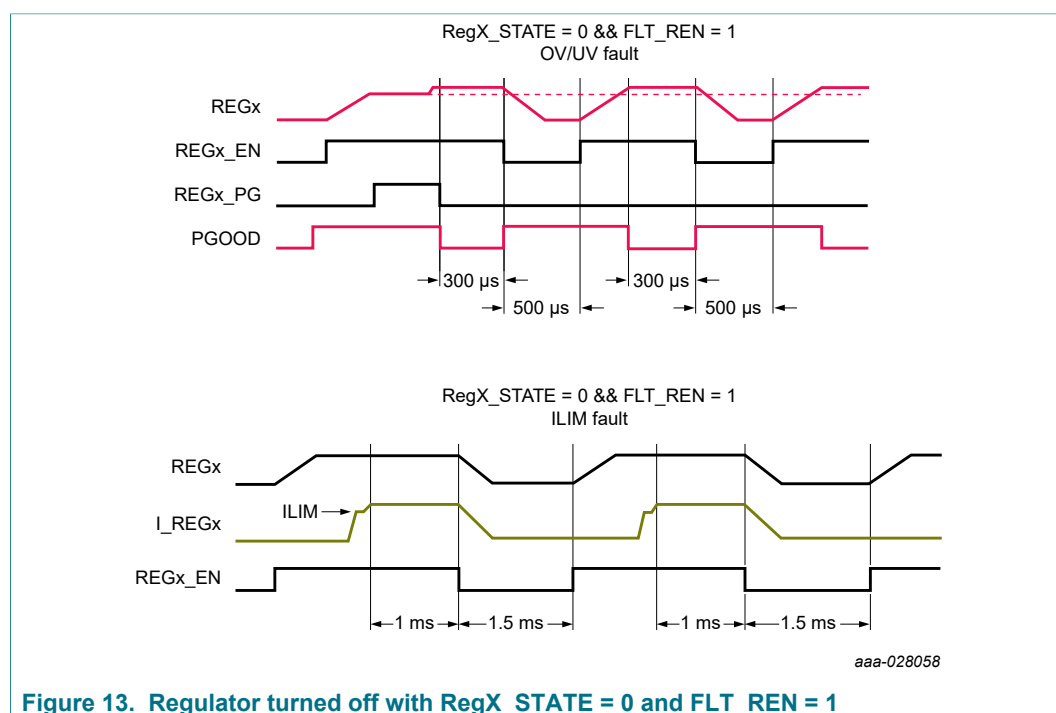 RegX_STATE = 0 && FLT_REN = 1
OV/UV fault
REGx
REGx_EN
REGx_PG
PGOOD
300 µs
300 µs
500 µs
500 µs
RegX_STATE = 0 && FLT_REN = 1
ILIM fault
REGx
ILIM
I_REGx
REGx_EN
1 ms
1.5 ms
1 ms
1.5 ms
aaa-028058
Figure 13. Regulator turned off with RegX_STATE = 0 and FLT_REN = 1